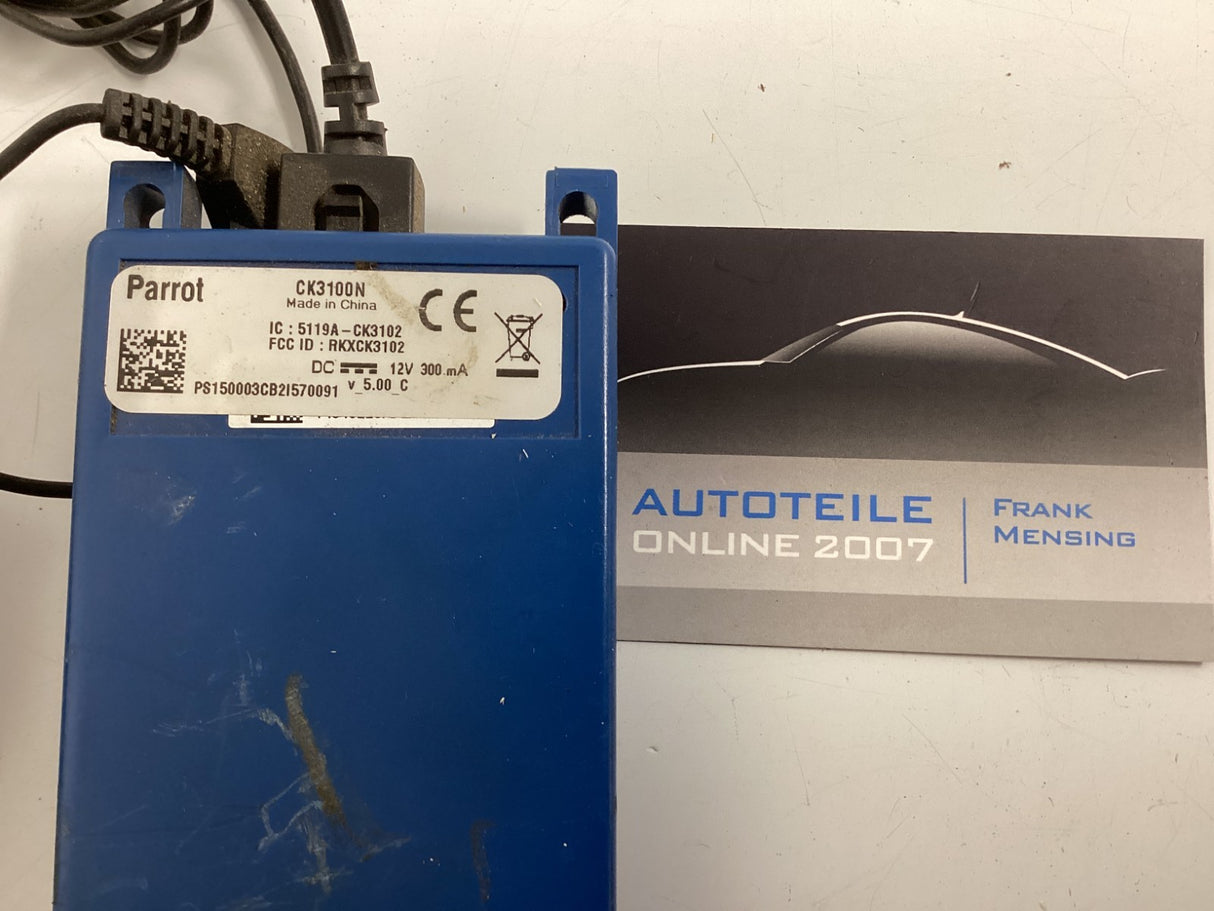 Parrot
CK3100N
Made in China
CE
IC : 5119A-CK3102
FCC ID : RKXCK3102
DC 12V 300 mA
PS150003CB2I570091 v_5.00_C
AUTOTEILE
ONLINE 2007
FRANK
MENSING